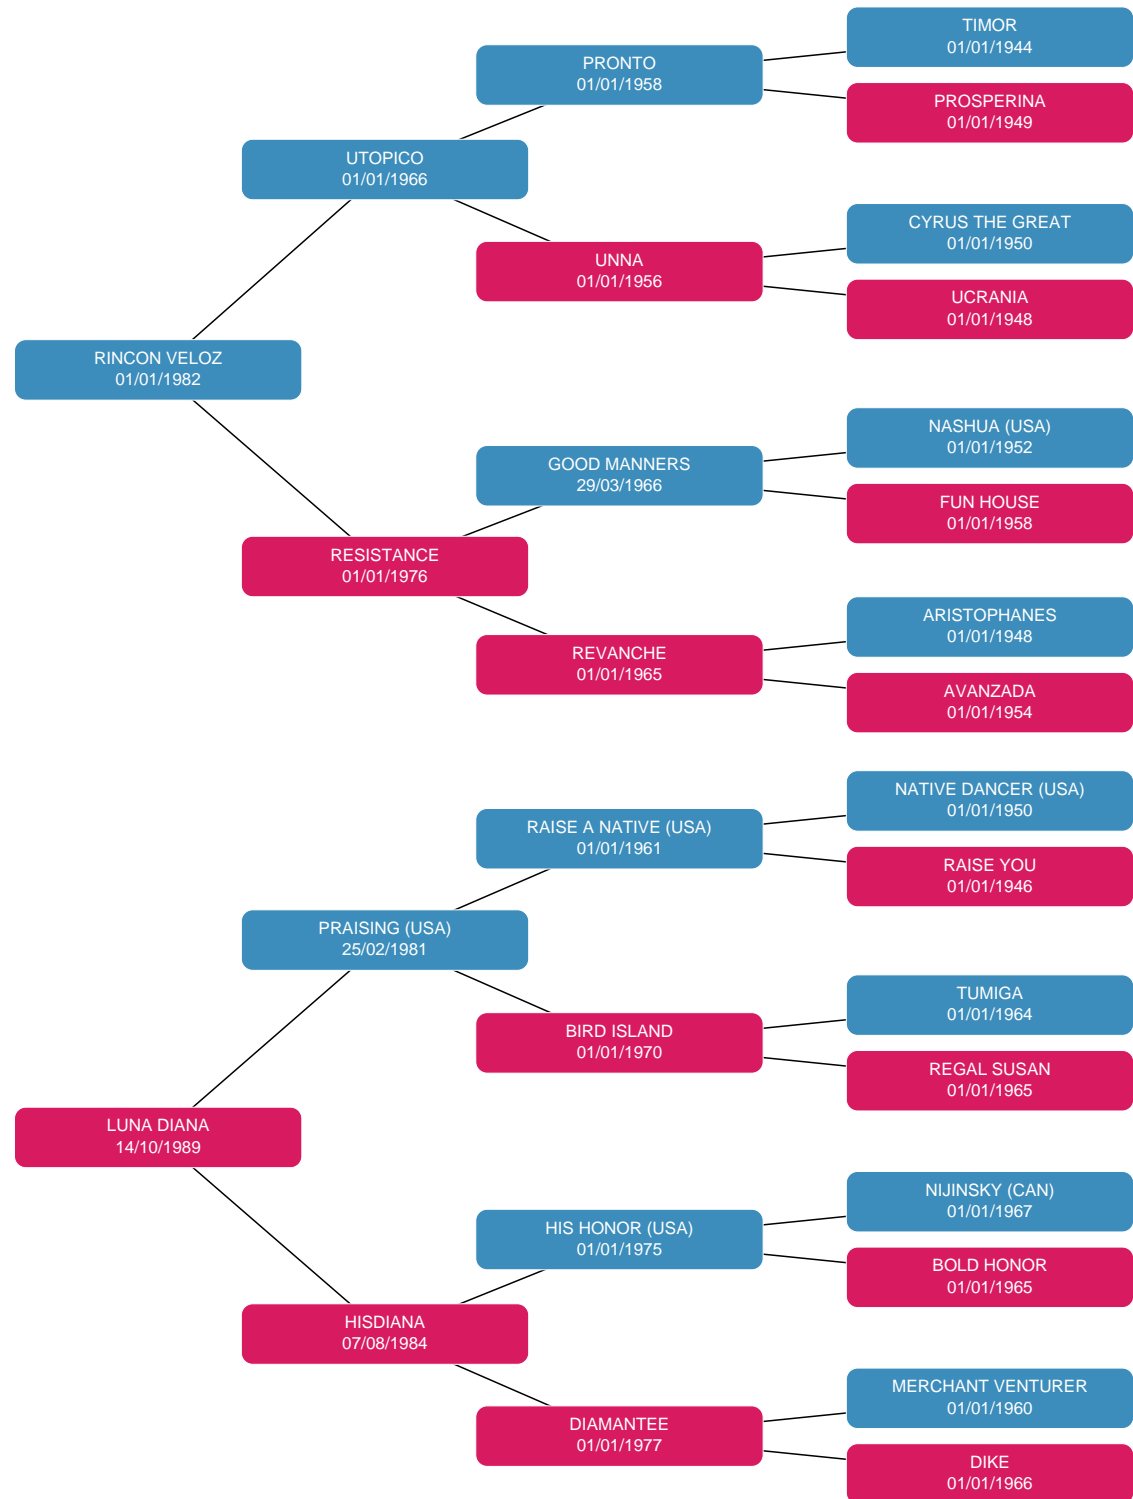 TIMOR
01/01/1944
PRONTO
01/01/1958
PROSPERINA
01/01/1949
UTOPICO
01/01/1966
CYRUS THE GREAT
01/01/1950
UNNA
01/01/1956
UCRANIA
01/01/1948
RINCON VELOZ
01/01/1982
NASHUA (USA)
01/01/1952
GOOD MANNERS
29/03/1966
FUN HOUSE
01/01/1958
RESISTANCE
01/01/1976
ARISTOPHANES
01/01/1948
REVANCHE
01/01/1965
AVANZADA
01/01/1954
NATIVE DANCER (USA)
01/01/1950
RAISE A NATIVE (USA)
01/01/1961
RAISE YOU
01/01/1946
PRAISING (USA)
25/02/1981
TUMIGA
01/01/1964
BIRD ISLAND
01/01/1970
REGAL SUSAN
01/01/1965
LUNA DIANA
14/10/1989
NIJINSKY (CAN)
01/01/1967
HIS HONOR (USA)
01/01/1975
BOLD HONOR
01/01/1965
HISDIANA
07/08/1984
MERCHANT VENTURER
01/01/1960
DIAMANTEE
01/01/1977
DIKE
01/01/1966